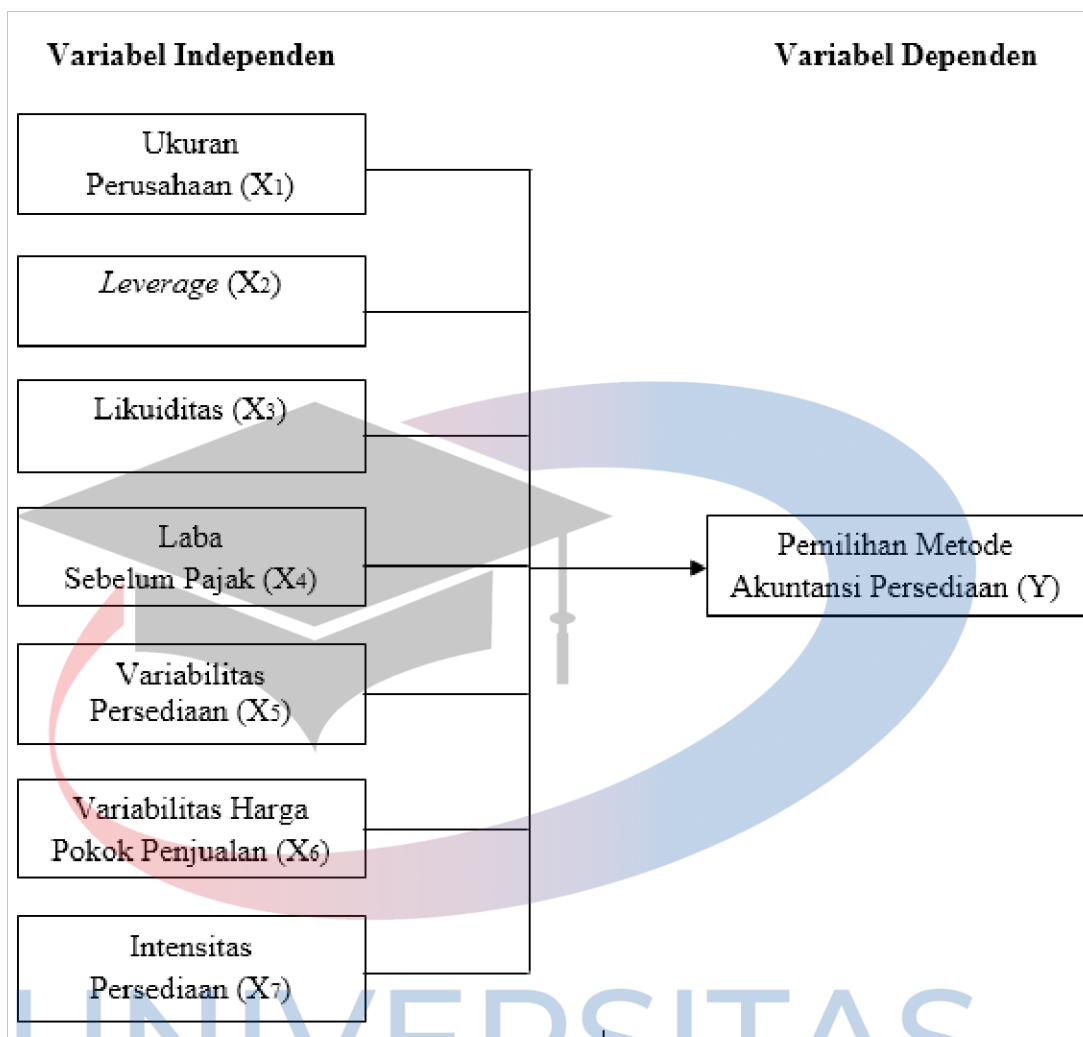 Variabel Independen
Variabel Dependen
Ukuran
Perusahaan (X1)
Leverage (X2)
Likuiditas (X3)
Laba
Sebelum Pajak (X4)
Pemilihan Metode
Akuntansi Persediaan (Y)
Variabilitas
Persediaan (X5)
Variabilitas Harga
Pokok Penjualan (X6)
Intensitas
Persediaan (X7)
UNIVERSITAS